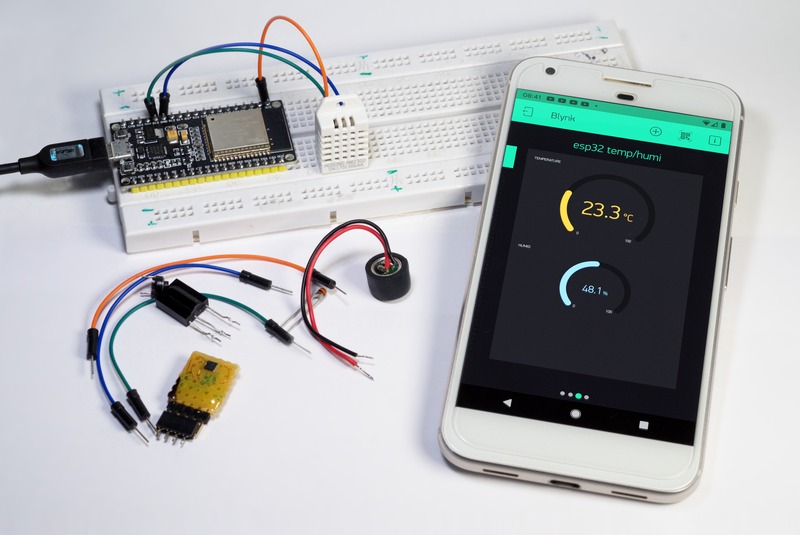 08:41
Blynk
esp32 temp/humi
TEMPERATURE
23.3 °C
0
100
HUMID
48.1 %
0
100